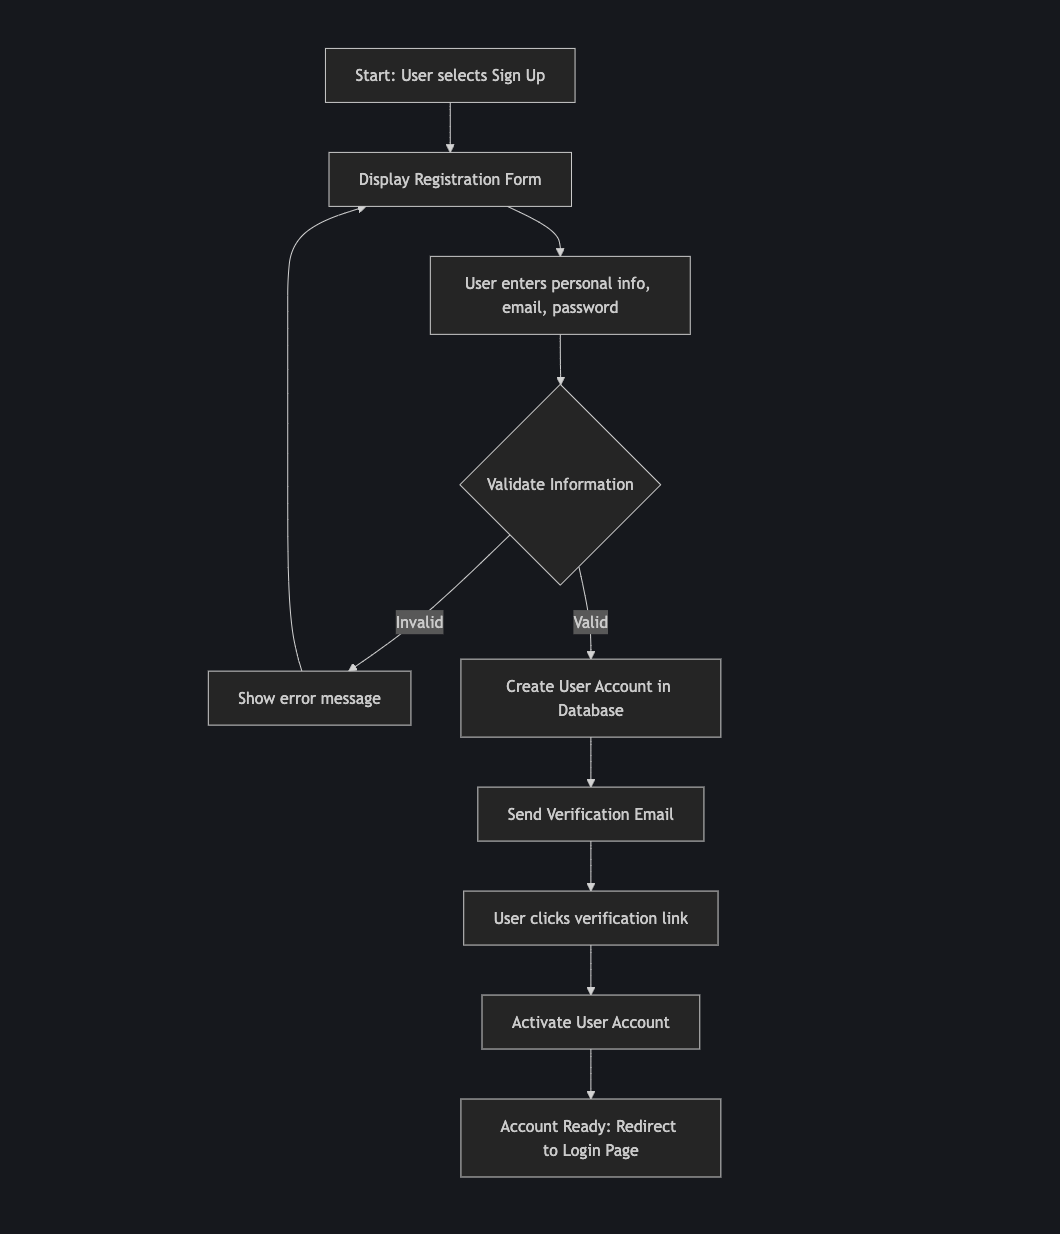 Start: User selects Sign Up
Display Registration Form
User enters personal info,
email, password
Validate Information
Invalid
Valid
Show error message
Create User Account in
Database
Send Verification Email
User clicks verification link
Activate User Account
Account Ready: Redirect
to Login Page